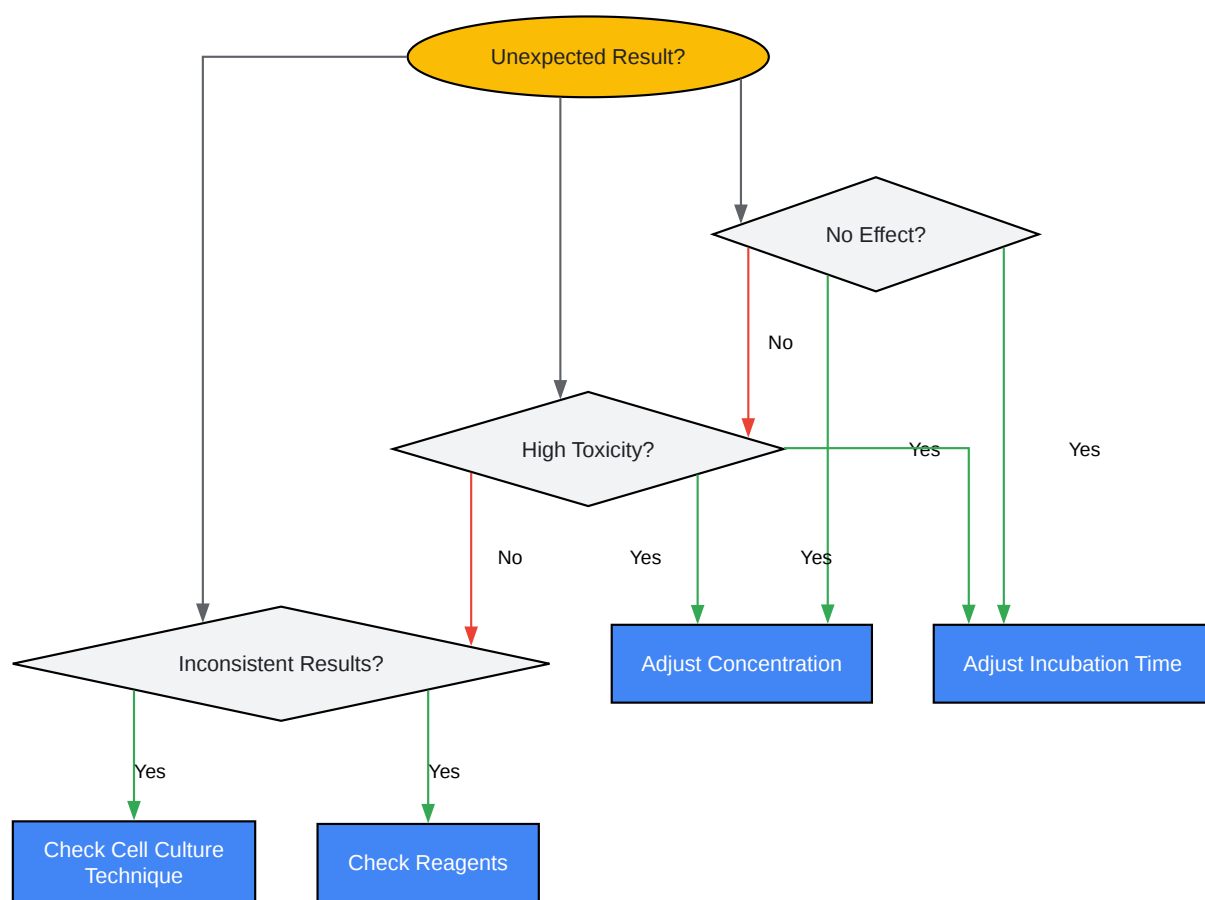 Unexpected Result?
No Effect?
No
High Toxicity?
Yes
Yes
No
Yes
Yes
Inconsistent Results?
Adjust Concentration
Adjust Incubation Time
Yes
Yes
Check Cell Culture
Technique
Check Reagents